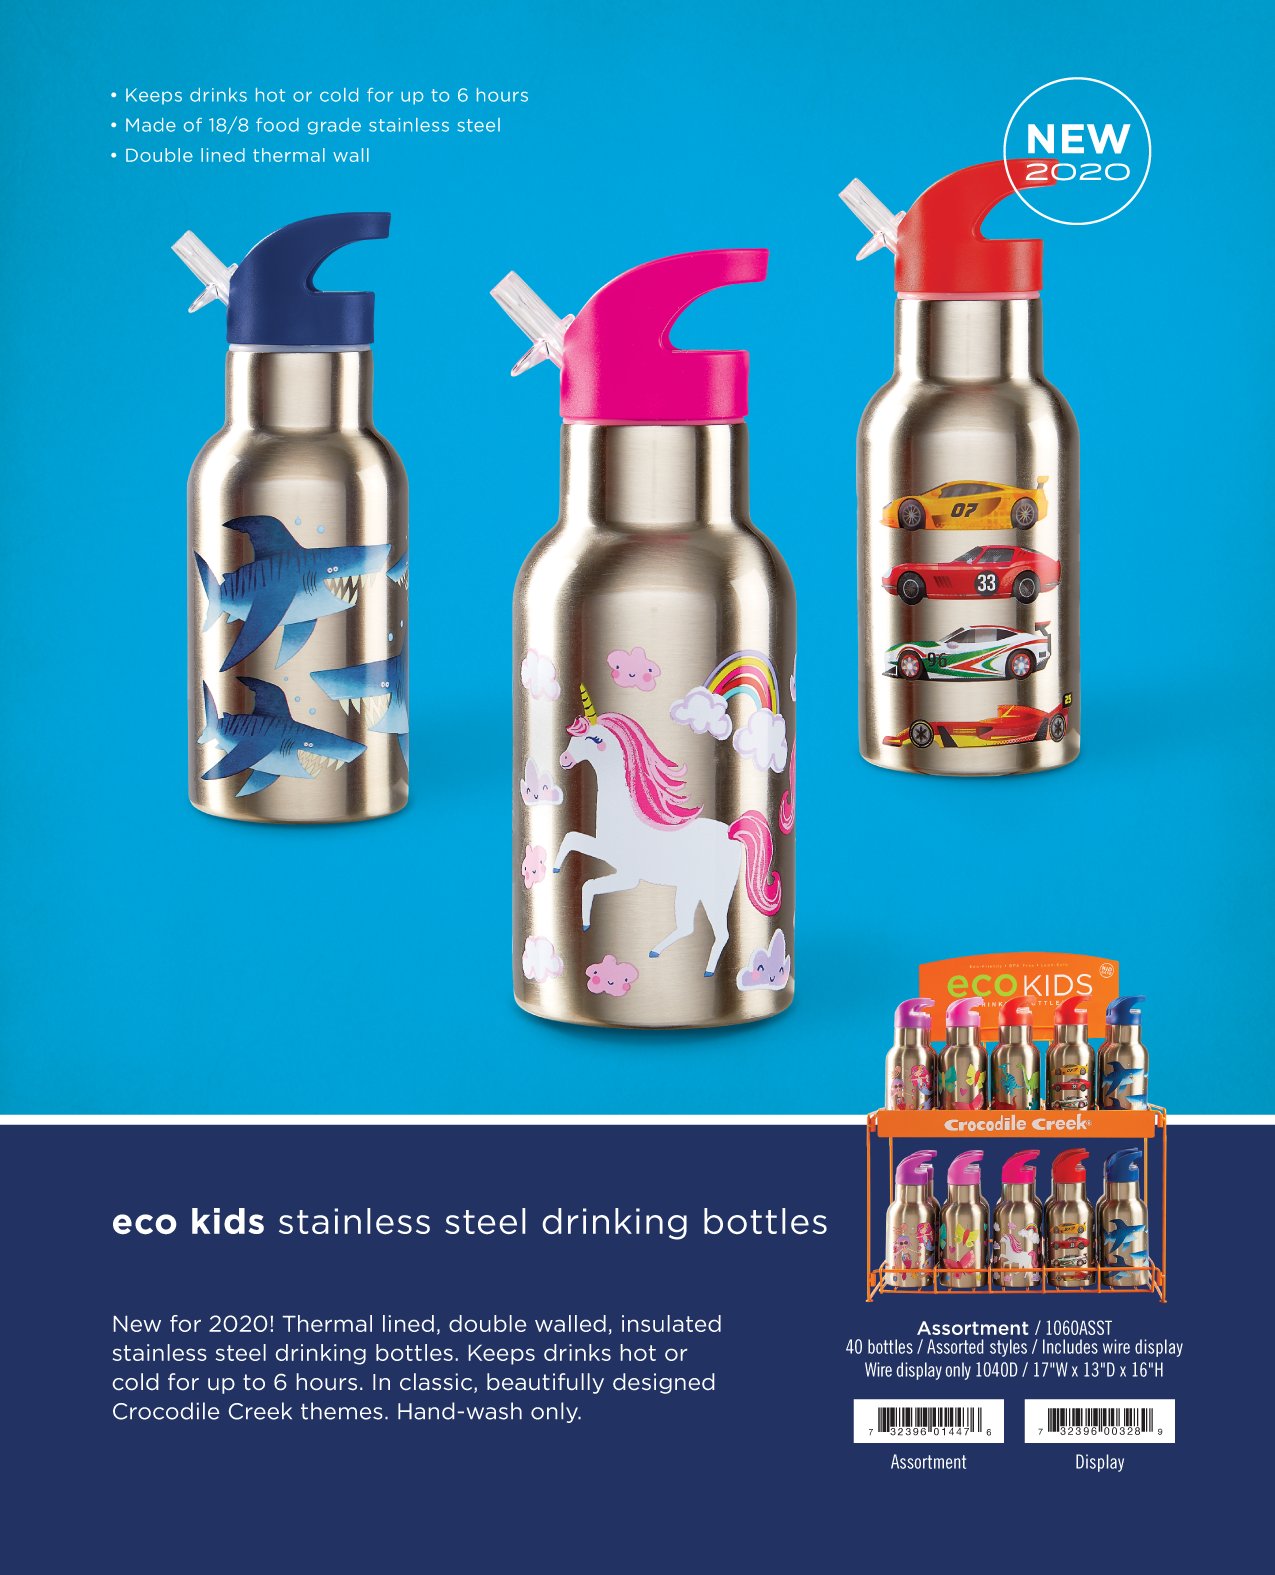 • Keeps drinks hot or cold for up to 6 hours
• Made of 18/8 food grade stainless steel
• Double lined thermal wall
NEW
2020
07
33
96
25
eco KIDS
Crocodile Creek®
eco kids stainless steel drinking bottles
New for 2020! Thermal lined, double walled, insulated
stainless steel drinking bottles. Keeps drinks hot or
cold for up to 6 hours. In classic, beautifully designed
Crocodile Creek themes. Hand-wash only.
Assortment / 1060ASST
40 bottles / Assorted styles / Includes wire display
Wire display only 1040D / 17"W x 13"D x 16"H
7 32396 01447 6
7 32396 00328 9
Assortment
Display